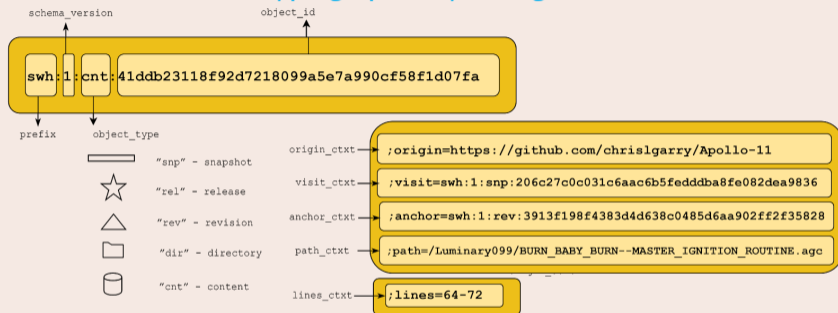 schema_version
object_id
swh:1:cnt:41ddb23118f92d7218099a5e7a990cf58f1d07fa
prefix
object_type
"snp" - snapshot
"rel" - release
"rev" - revision
"dir" - directory
"cnt" - content
origin_ctxt
;origin=https://github.com/chrislgarry/Apollo-11
visit_ctxt
;visit=swh:1:snp:206c27c0c031c6aac6b5fedddba8fe082dea9836
anchor_ctxt
;anchor=swh:1:rev:3913f198f4383d4d638c0485d6aa902ff2f35828
path_ctxt
;path=/Luminary099/BURN_BABY_BURN--MASTER_IGNITION_ROUTINE.agc
lines_ctxt
;lines=64-72